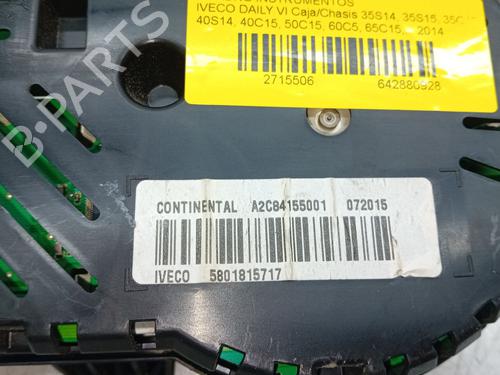 INSTRUMENTOS
IVECO DAILY VI Caja/Chasis 35S14, 35S15,
40S14, 40C15, 50C15, 60C5, 65C15, 2014
2715506 642880928
B-PARTS
CONTINENTAL A2C84155001 072015
IVECO 5801815717